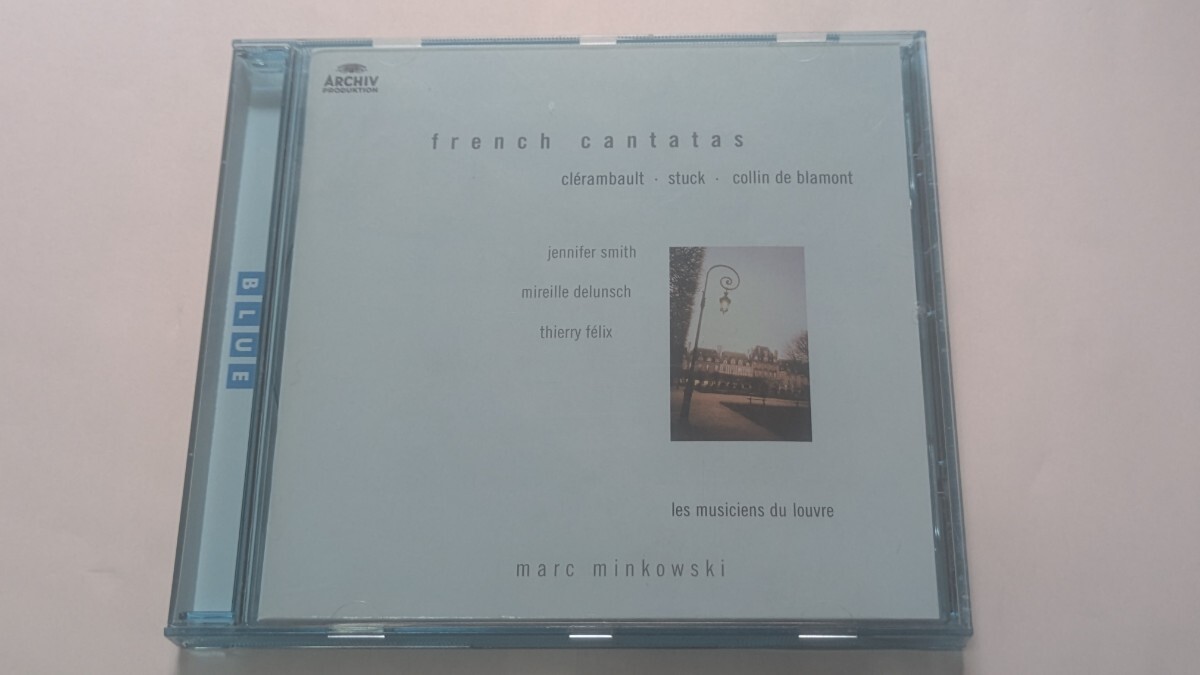 ARCHIV
PRODUKTION
french cantatas
clérambault · stuck · collin de blamont
jennifer smith
mireille delunsch
thierry félix
BLUE
les musiciens du louvre
marc minkowski